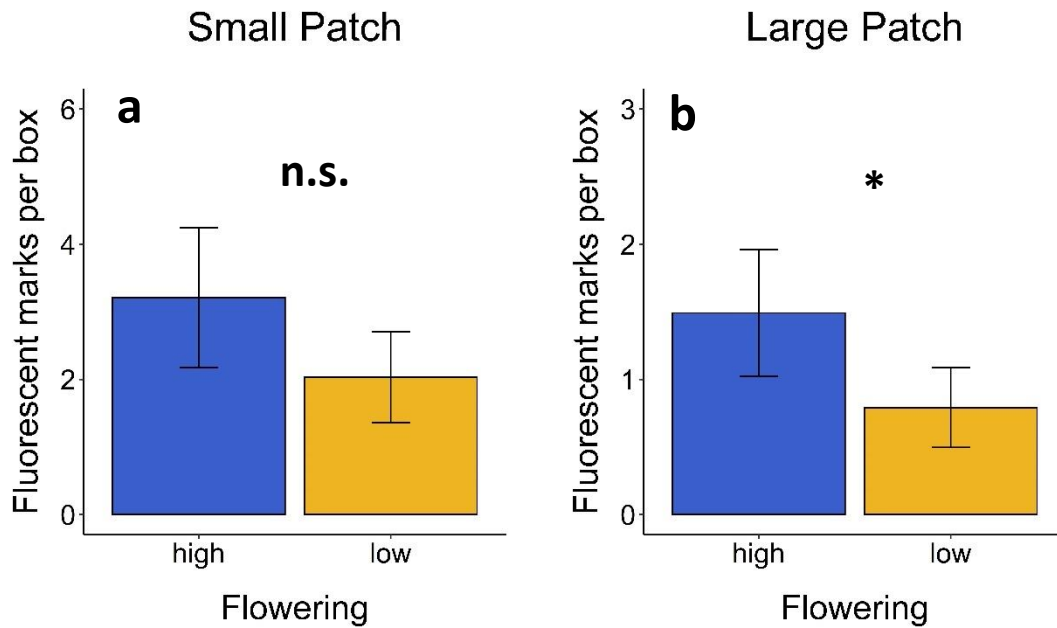 Small Patch
a
n.s.
Fluorescent marks per box
6
4
2
0
high low
Flowering
Large Patch
b
*
Fluorescent marks per box
3
2
1
0
high low
Flowering